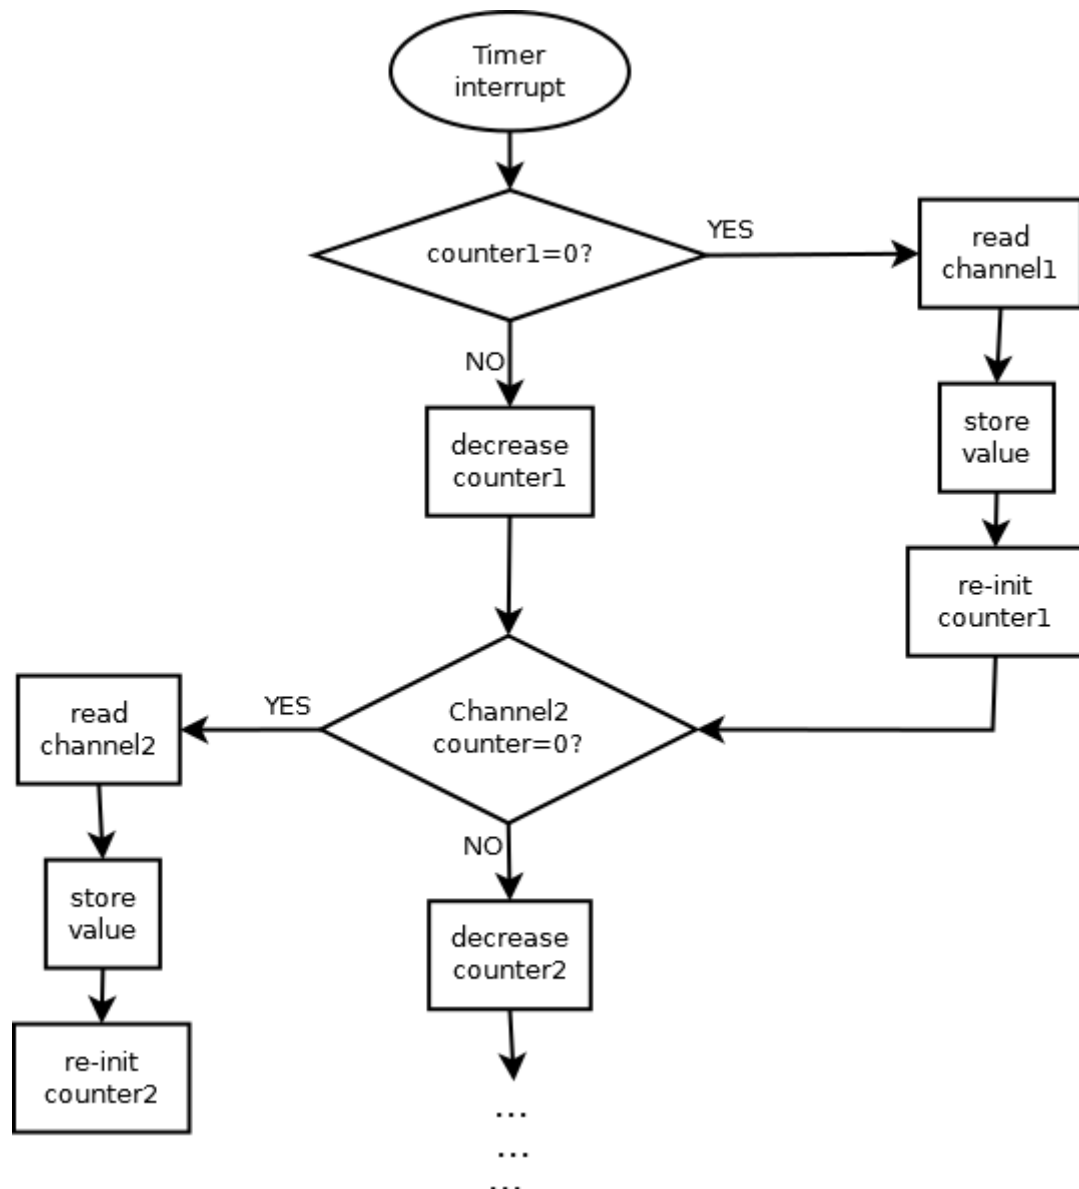 Timer
interrupt
counter1=0?
YES
read
channel1
NO
decrease
counter1
store
value
re-init
counter1
Channel2
counter=0?
YES
read
channel2
NO
store
value
decrease
counter2
re-init
counter2
...
...
...